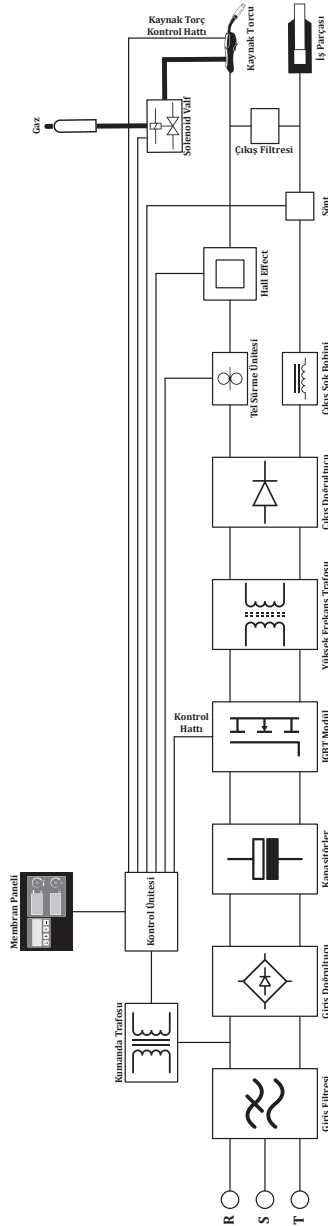 Gaz
Kaynak Torç
Kontrol Hattı
Solenoid Valf
Kaynak Torcu
İş Parçası
Çıkış Filtresi
Şönt
Hall Effect
Tel Sürme Ünitesi
Çıkış Şok Bobini
Çıkış Doğrultucu
Yüksek Frekans Trafosu
Kontrol
Hattı
IGBT Modül
Membran Paneli
Kontrol Ünitesi
Kapasitörler
Kumanda Trafosu
Giriş Doğrultucu
Giriş Filtresi
R
S
T